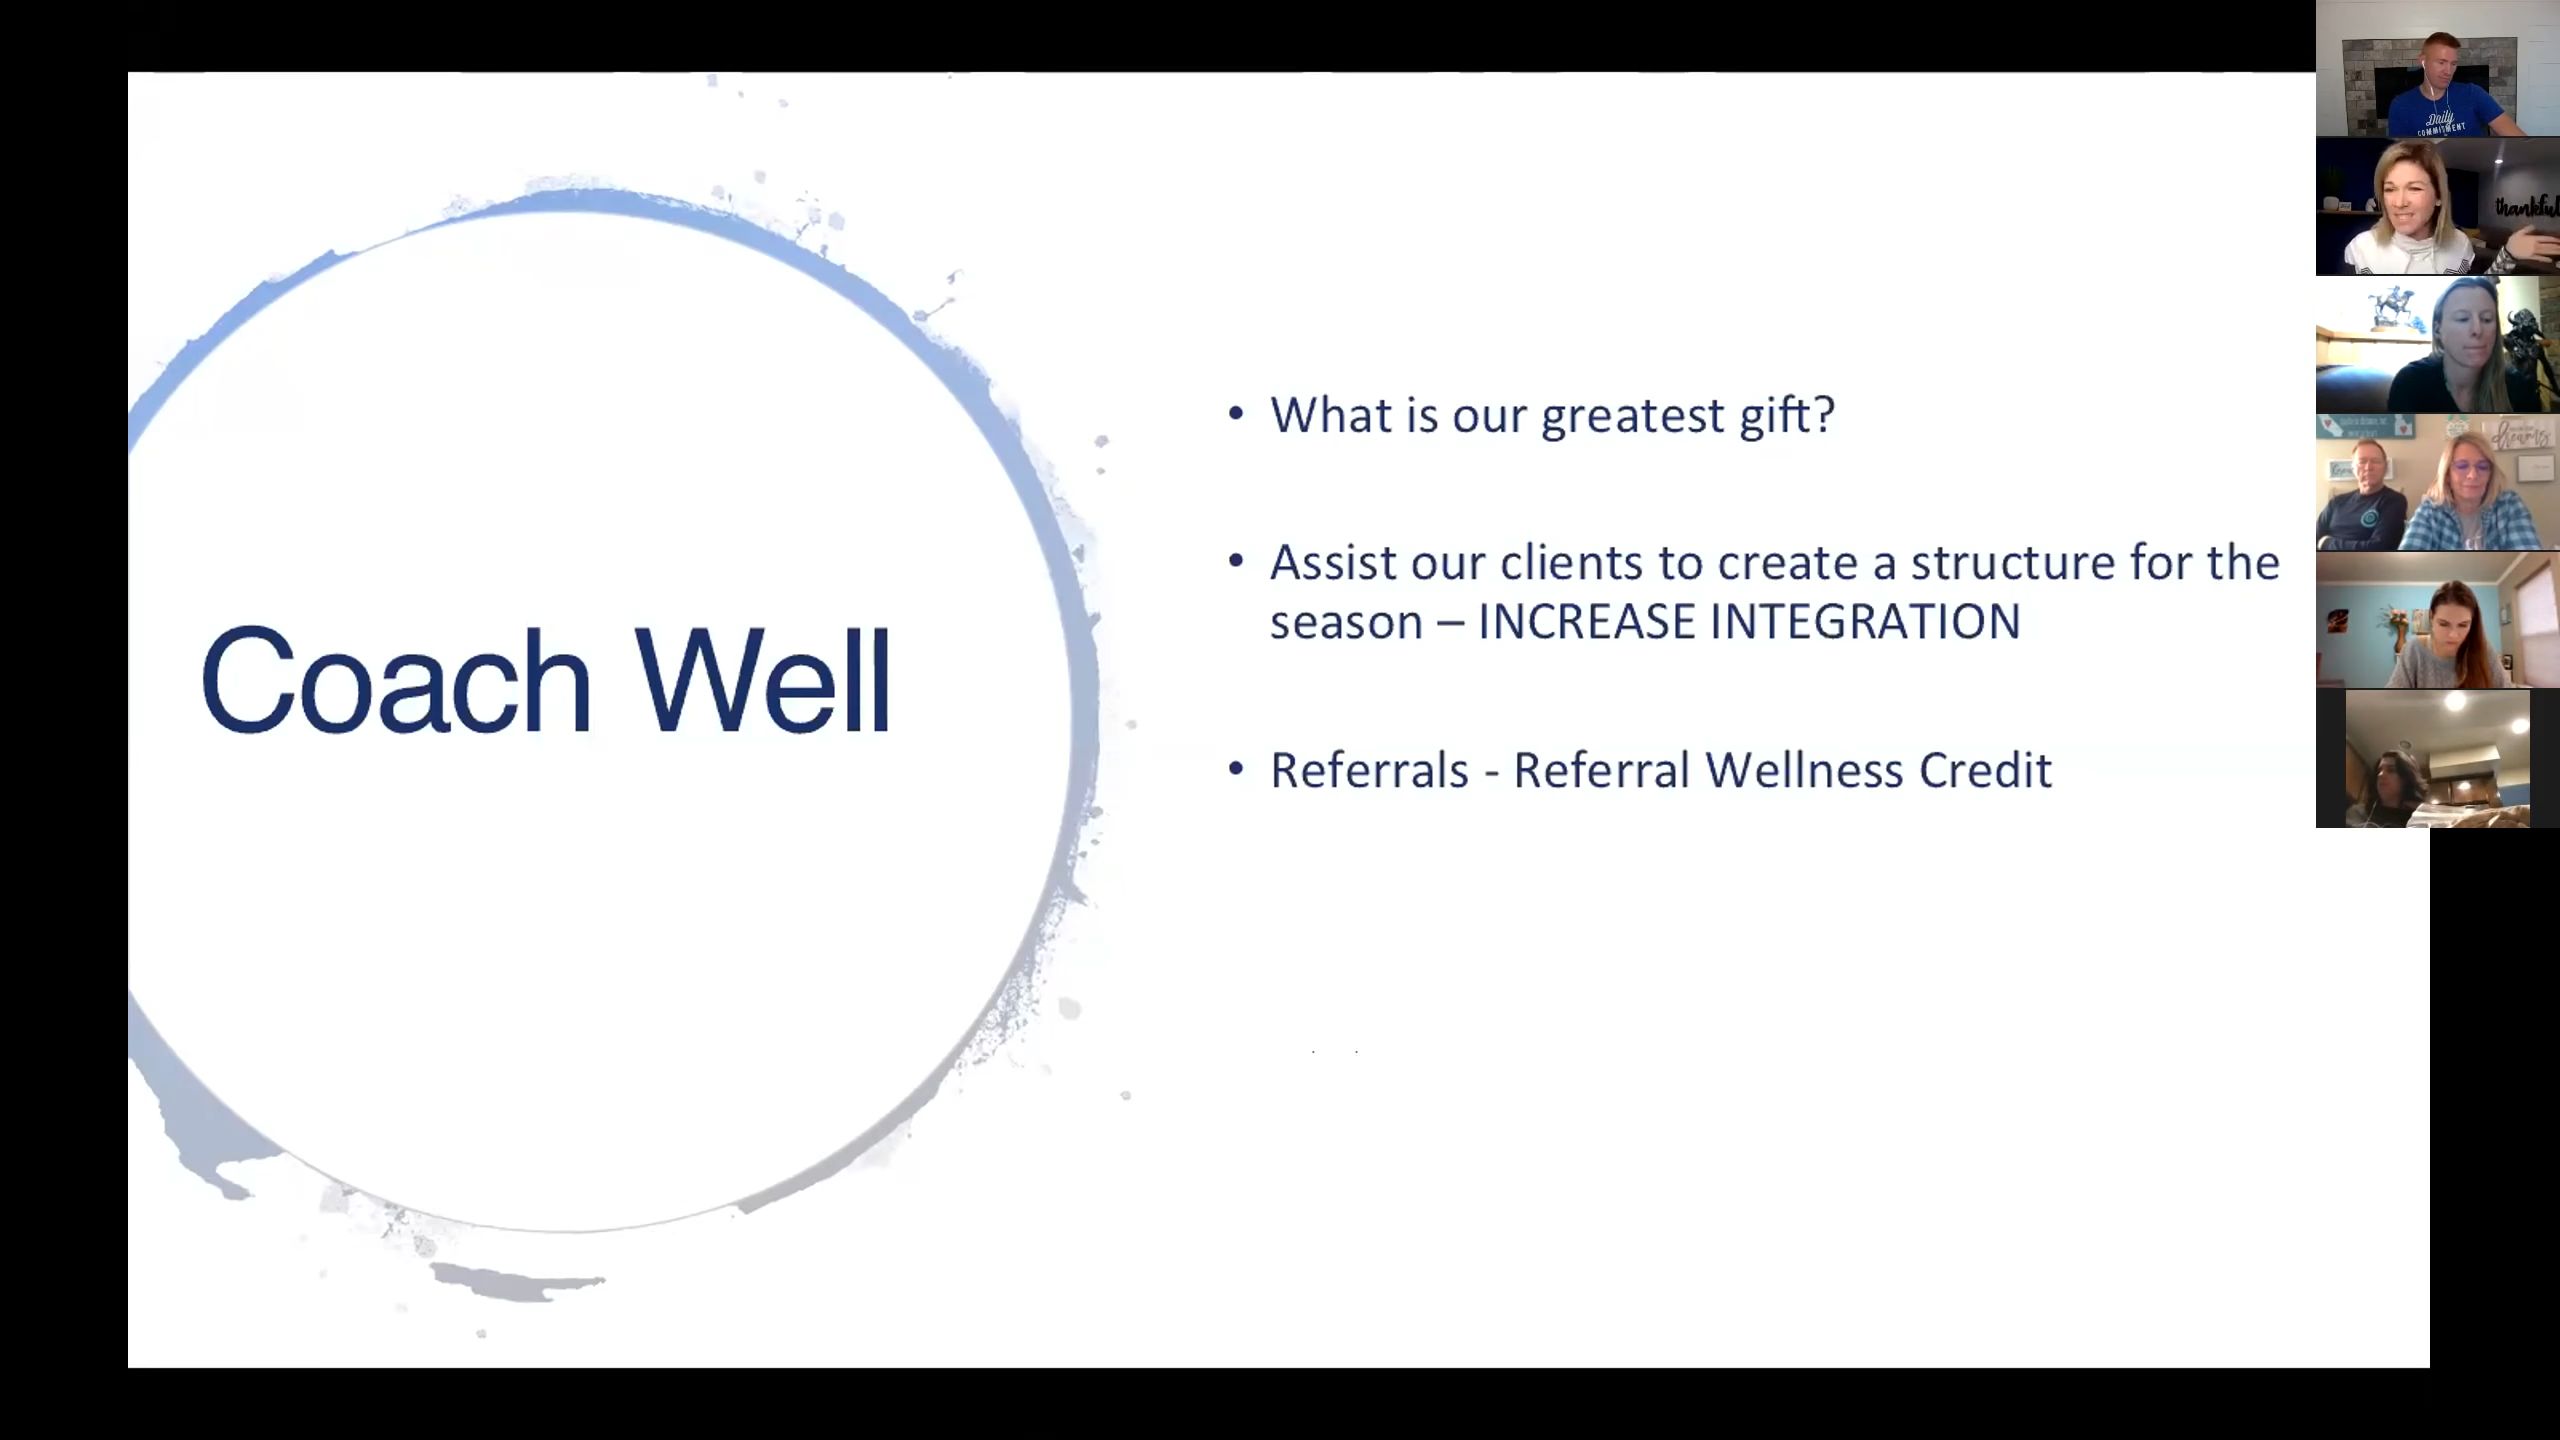 Coach Well
• What is our greatest gift?
• Assist our clients to create a structure for the
season – INCREASE INTEGRATION
• Referrals - Referral Wellness Credit
Daily
COMMITMENT
thankful
dreams